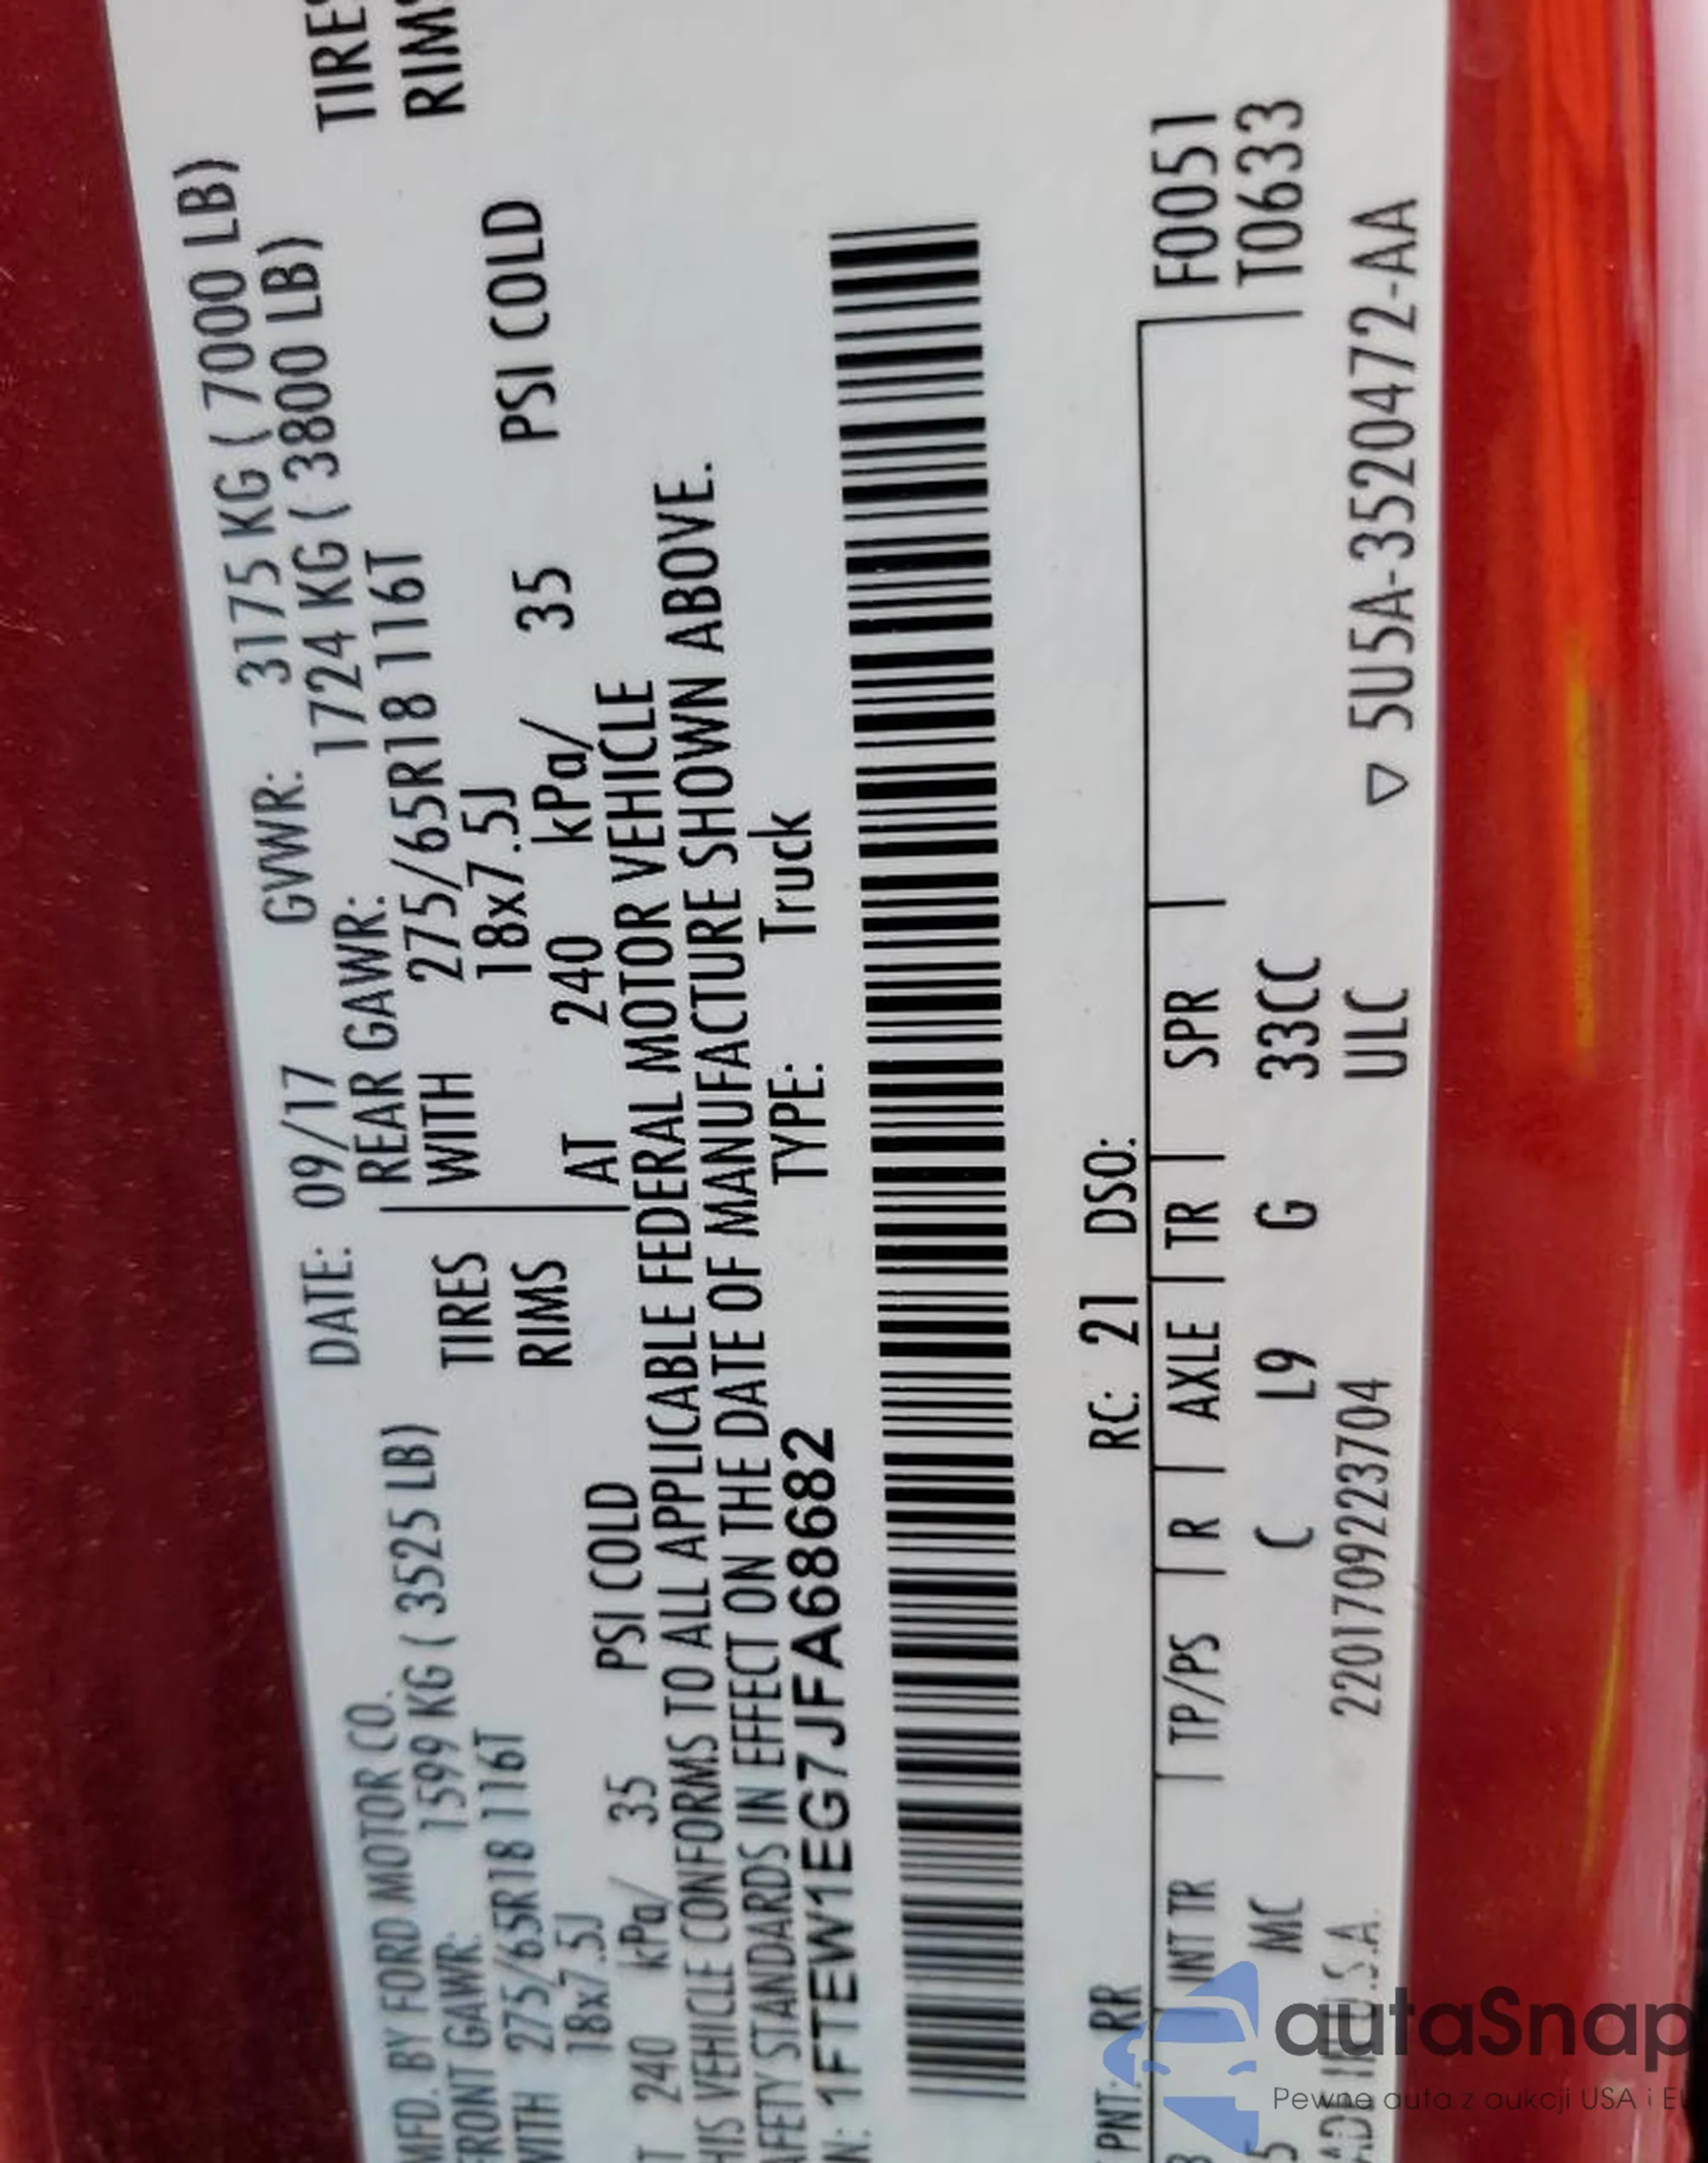 MFD. BY FORD MOTOR CO.
DATE: 09/17
GVWR: 3175 KG ( 7000 LB)
FRONT GAWR:
1599 KG ( 3525 LB)
REAR GAWR:
1724 KG ( 3800 LB)
WITH 275/65R18 116T
TIRES
WITH 275/65R18 116T
TIRES
18x7.5J
RIMS
18x7.5J
RIMS
AT 240 kPa/ 35 PSI COLD
AT 240 kPa/ 35 PSI COLD
THIS VEHICLE CONFORMS TO ALL APPLICABLE FEDERAL MOTOR VEHICLE
SAFETY STANDARDS IN EFFECT ON THE DATE OF MANUFACTURE SHOWN ABOVE.
1FTEW1EG7JFA68682
TYPE: Truck
PNT: RR
RC: 21 DSO:
INT TR | TP/PS | R | AXLE | TR | SPR
F0051
MC C L9 G 33CC
T0633
U.S.A.
2201709223704
ULC
▽ 5U5A-3520472-AA
autaSnap
Pewne auta z aukcji USA i EU